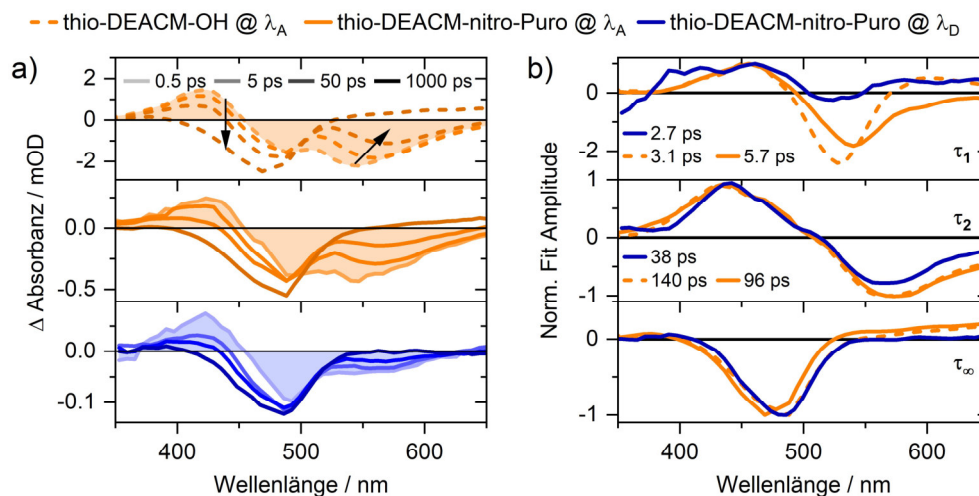 thio-DEACM-OH @ λA thio-DEACM-nitro-Puro @ λA thio-DEACM-nitro-Puro @ λD
a)
0.5 ps 5 ps 50 ps 1000 ps
2
0
-2
0.0
-0.5
0.0
-0.1
Δ Absorbanz / mOD
400 500 600
Wellenlänge / nm
b)
0
-2
2.7 ps
3.1 ps 5.7 ps
τ1
1
0
-1
38 ps
140 ps 96 ps
τ2
0
-1
τ∞
Norm. Fit Amplitude
400 500 600
Wellenlänge / nm